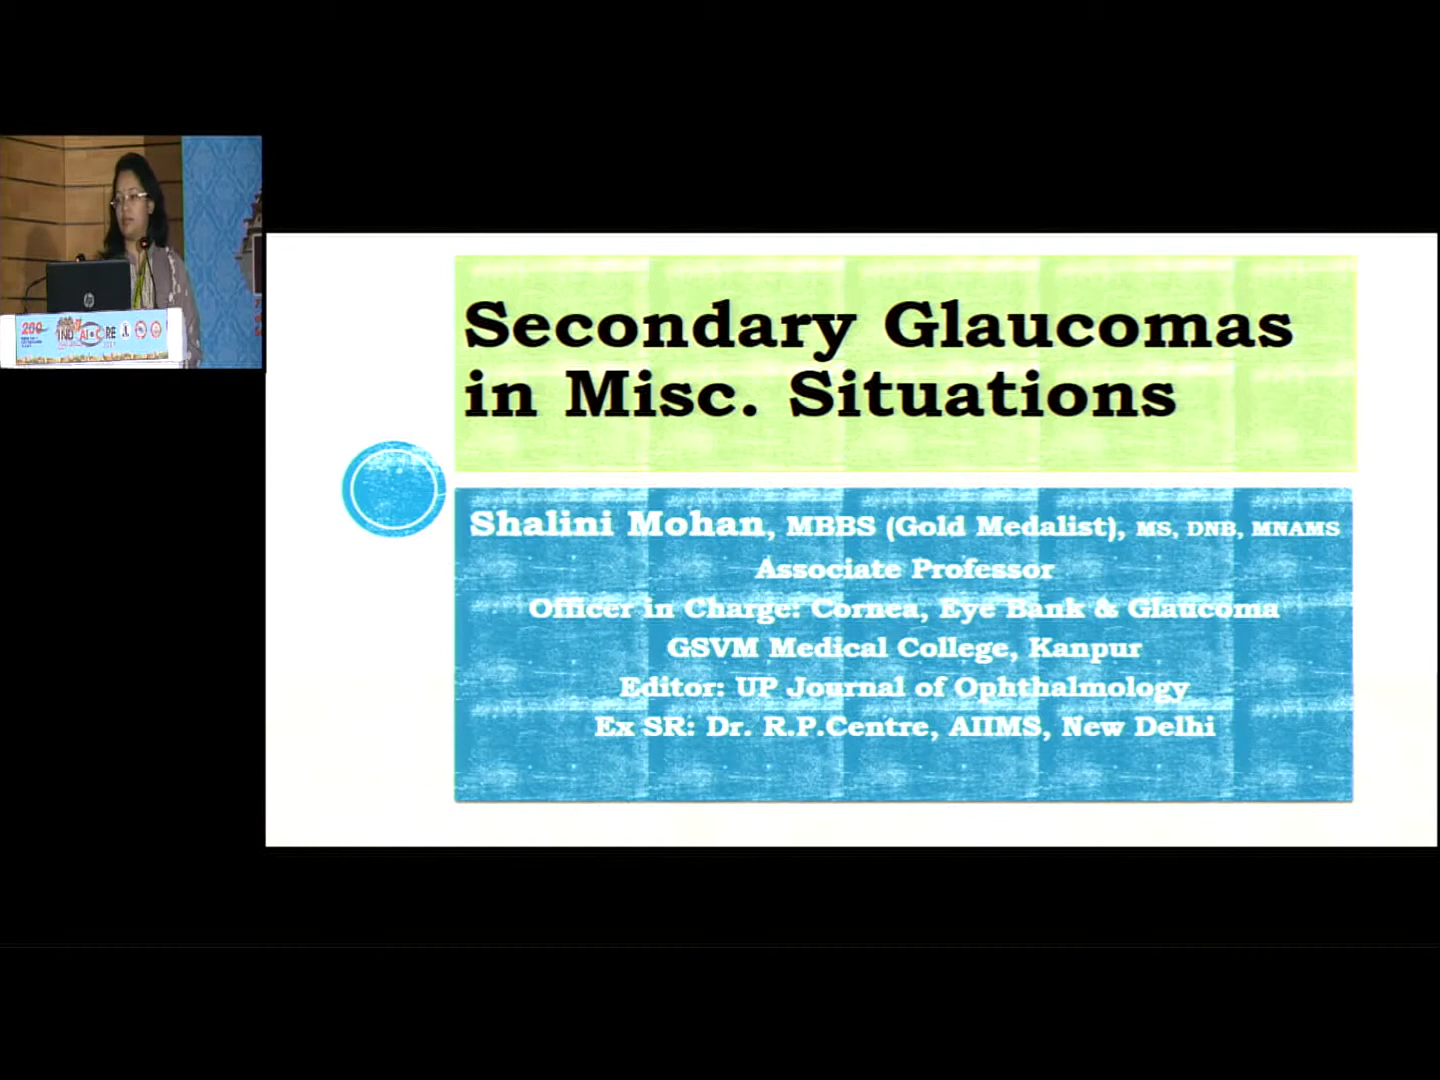 Secondary Glaucomas
in Misc. Situations
Shalini Mohan, MBBS (Gold Medalist), MS, DNB, MNAMS
Associate Professor
Officer in Charge: Cornea, Eye Bank & Glaucoma
GSVM Medical College, Kanpur
Editor: UP Journal of Ophthalmology
Ex SR: Dr. R.P.Centre, AIIMS, New Delhi
hp